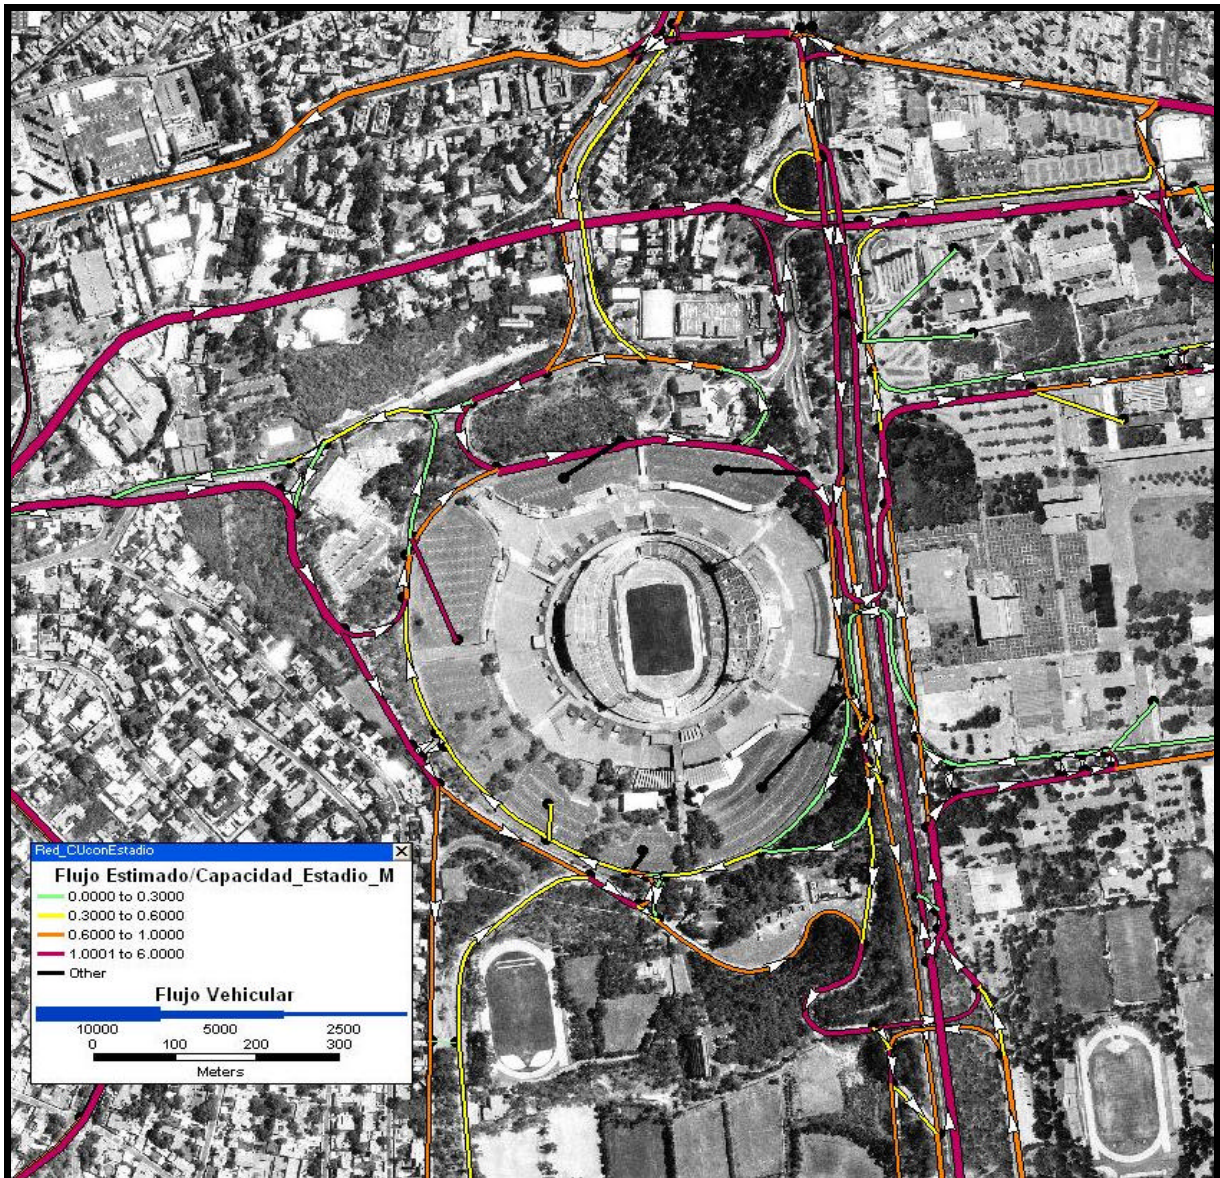 Red_CUconEstadio
Flujo Estimado/Capacidad_Estadio_M
0.0000 to 0.3000
0.3000 to 0.6000
0.6000 to 1.0000
1.0001 to 6.0000
Other
Flujo Vehicular
10000 5000 2500
0 100 200 300
Meters